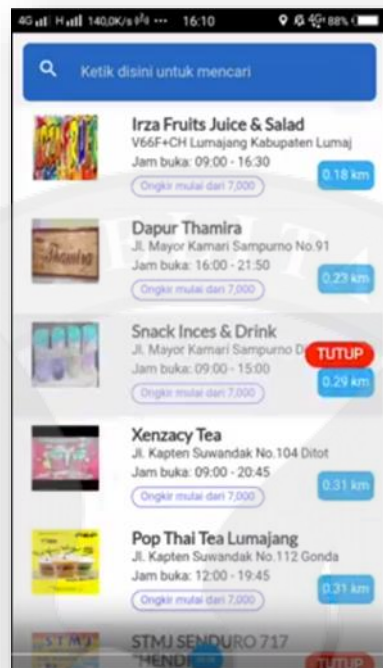 4G H 140,0K/s ••• 16:10 4G+ 88%
Ketik disini untuk mencari
Irza Fruits Juice & Salad
V66F+CH Lumajang Kabupaten Lumaj
Jam buka: 09:00 - 16:30
0.18 km
Ongkir mulai dari 7,000
Dapur Thamira
Jl. Mayor Kamari Sampurno No.91
Jam buka: 16:00 - 21:50
0.23 km
Ongkir mulai dari 7,000
Snack Inces & Drink
Jl. Mayor Kamari Sampurno D
TUTUP
Jam buka: 09:00 - 15:00
0.29 km
Ongkir mulai dari 7,000
Xenzacy Tea
Jl. Kapten Suwandak No.104 Ditot
Jam buka: 09:00 - 20:45
0.31 km
Ongkir mulai dari 7,000
Pop Thai Tea Lumajang
Jl. Kapten Suwandak No.112 Gonda
Jam buka: 12:00 - 19:45
0.31 km
Ongkir mulai dari 7,000
STMJ SENDURO 717
TUTUP